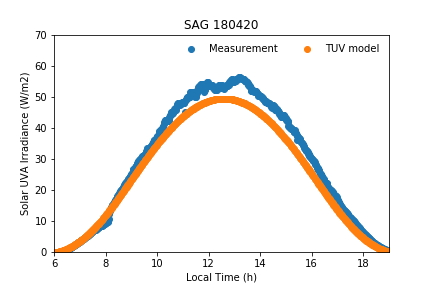 SAG 180420
Measurement TUV model
Solar UVA Irradiance (W/m2)
70
60
50
40
30
20
10
0
6 8 10 12 14 16 18
Local Time (h)